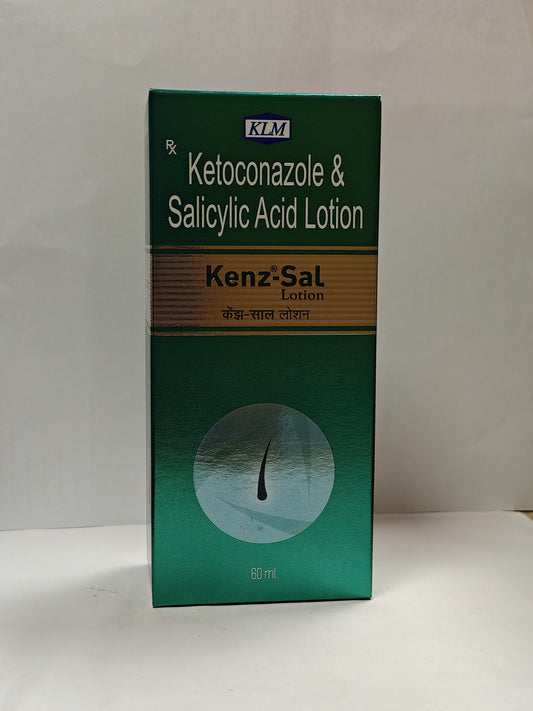 KLM
Rx
Ketoconazole &
Salicylic Acid Lotion
Kenz®-Sal
Lotion
केंझ-साल लोशन
60 ml